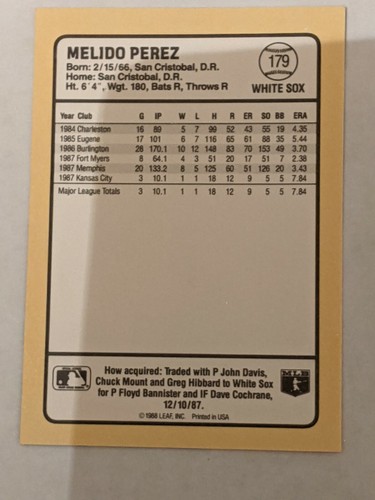 MELIDO PEREZ
179
Born: 2/15/66, San Cristobal, D.R.
Home: San Cristobal, D.R.
Ht. 6'4", Wgt. 180, Bats R, Throws R
WHITE SOX
Year Club G IP W L H R ER SO BB ERA
1984 Charleston 16 89 5 7 99 52 43 55 19 4.35
1985 Eugene 17 101 6 7 116 65 61 88 35 5.44
1986 Burlington 28 170.1 10 12 148 83 70 153 49 3.70
1987 Fort Myers 8 64.1 4 3 51 20 17 51 7 2.38
1987 Memphis 20 133.2 8 5 125 60 51 126 20 3.43
1987 Kansas City 3 10.1 1 1 18 12 9 5 5 7.84
Major League Totals 3 10.1 1 1 18 12 9 5 5 7.84
How acquired: Traded with P John Davis,
Chuck Mount and Greg Hibbard to White Sox
for P Floyd Bannister and IF Dave Cochrane,
12/10/87.
MLB
© 1988 LEAF, INC. Printed in USA